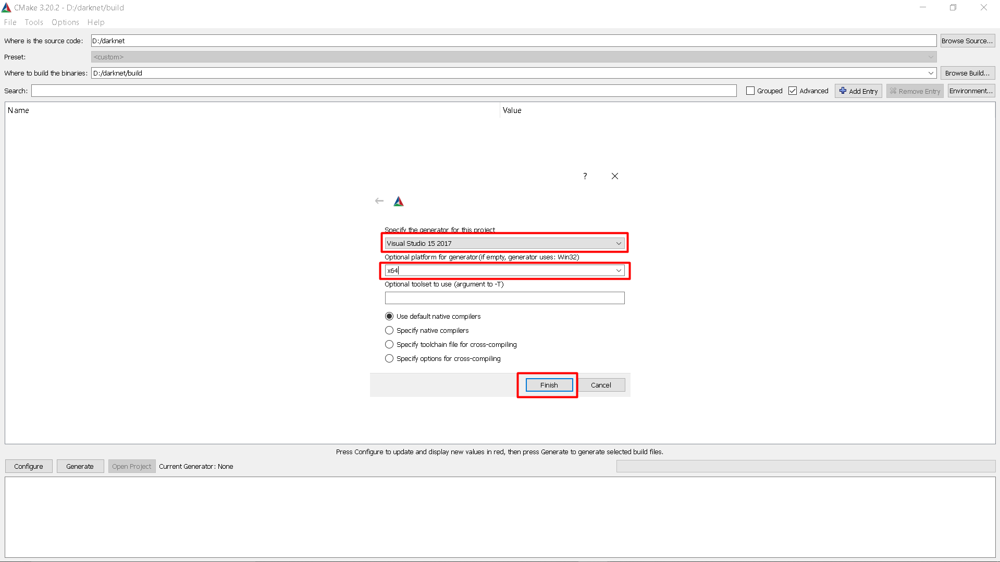 CMake 3.20.2 - D:/darknet/build
File Tools Options Help
Where is the source code: D:/darknet Browse Source...
Preset: <custom>
Where to build the binaries: D:/darknet/build Browse Build...
Search: Grouped Advanced Add Entry Remove Entry Environment...
Name Value
?
Specify the generator for this project
Visual Studio 15 2017
Optional platform for generator(if empty, generator uses: Win32)
x64
Optional toolset to use (argument to -T)
Use default native compilers
Specify native compilers
Specify toolchain file for cross-compiling
Specify options for cross-compiling
Finish Cancel
Press Configure to update and display new values in red, then press Generate to generate selected build files.
Configure Generate Open Project Current Generator: None